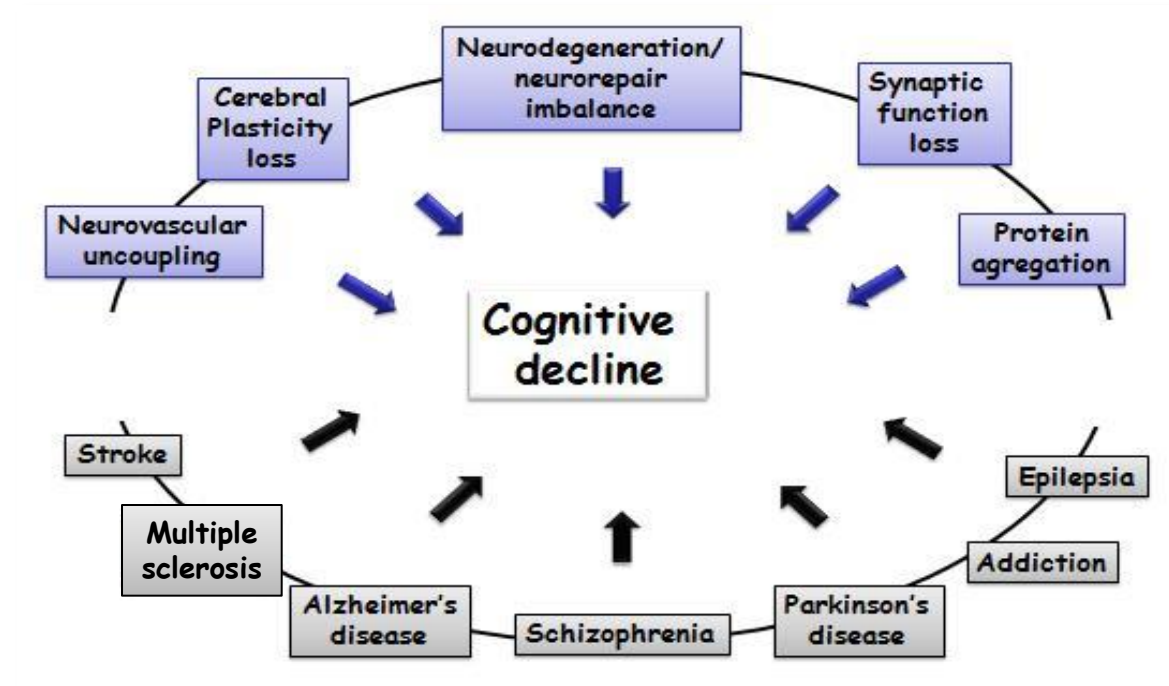 Neurodegeneration/
neurorepair
imbalance
Cerebral
Plasticity
loss
Synaptic
function
loss
Neurovascular
uncoupling
Protein
agregation
Cognitive
decline
Stroke
Multiple
sclerosis
Alzheimer's
disease
Schizophrenia
Parkinson's
disease
Addiction
Epilepsia